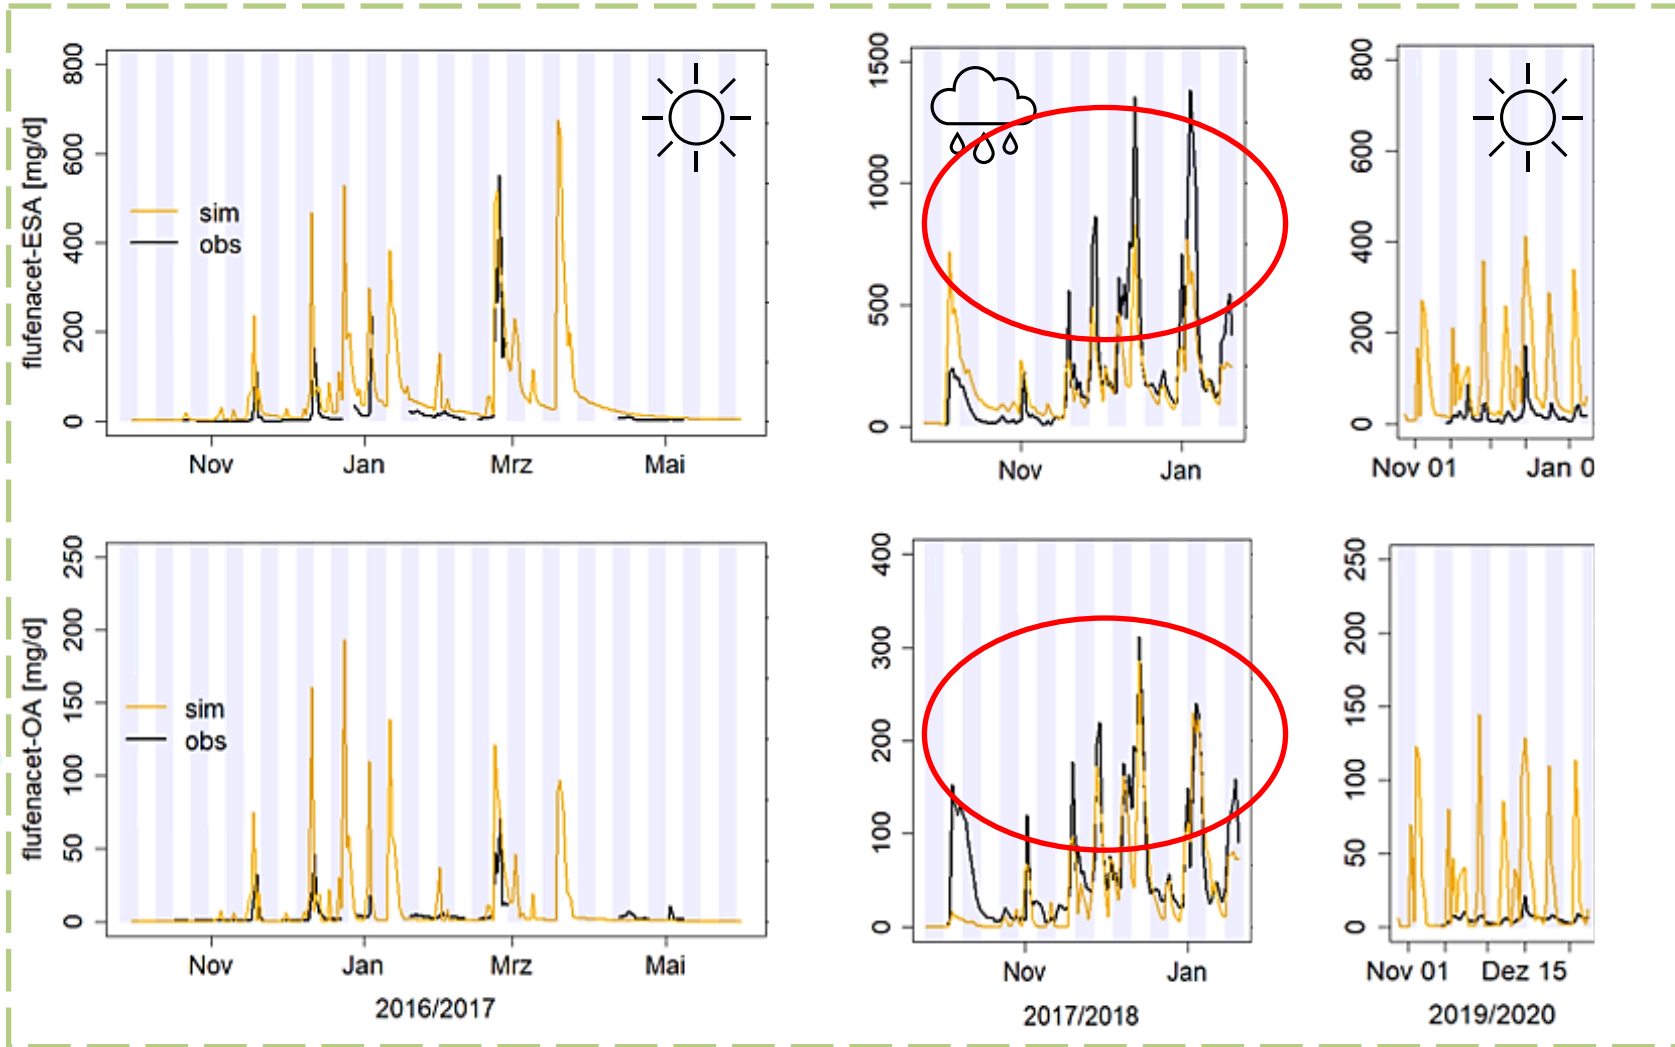 flufenacet-ESA [mg/d]
800
600
400
200
0
sim
obs
Nov
Jan
Mrz
Mai
1500
1000
500
0
Nov
Jan
800
600
400
200
0
Nov 01
Jan 0
flufenacet-OA [mg/d]
250
200
150
100
50
0
sim
obs
Nov
Jan
Mrz
Mai
2016/2017
400
300
200
100
0
Nov
Jan
2017/2018
250
200
150
100
50
0
Nov 01
Dez 15
2019/2020